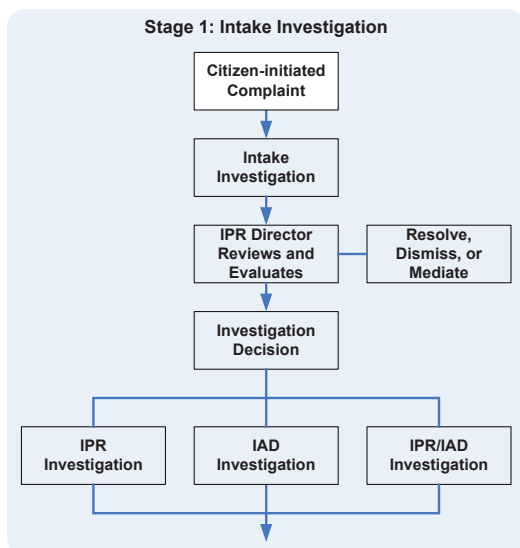 Stage 1: Intake Investigation
Citizen-initiated
Complaint
Intake
Investigation
IPR Director
Reviews and
Evaluates
Resolve,
Dismiss, or
Mediate
Investigation
Decision
IPR
Investigation
IAD
Investigation
IPR/IAD
Investigation